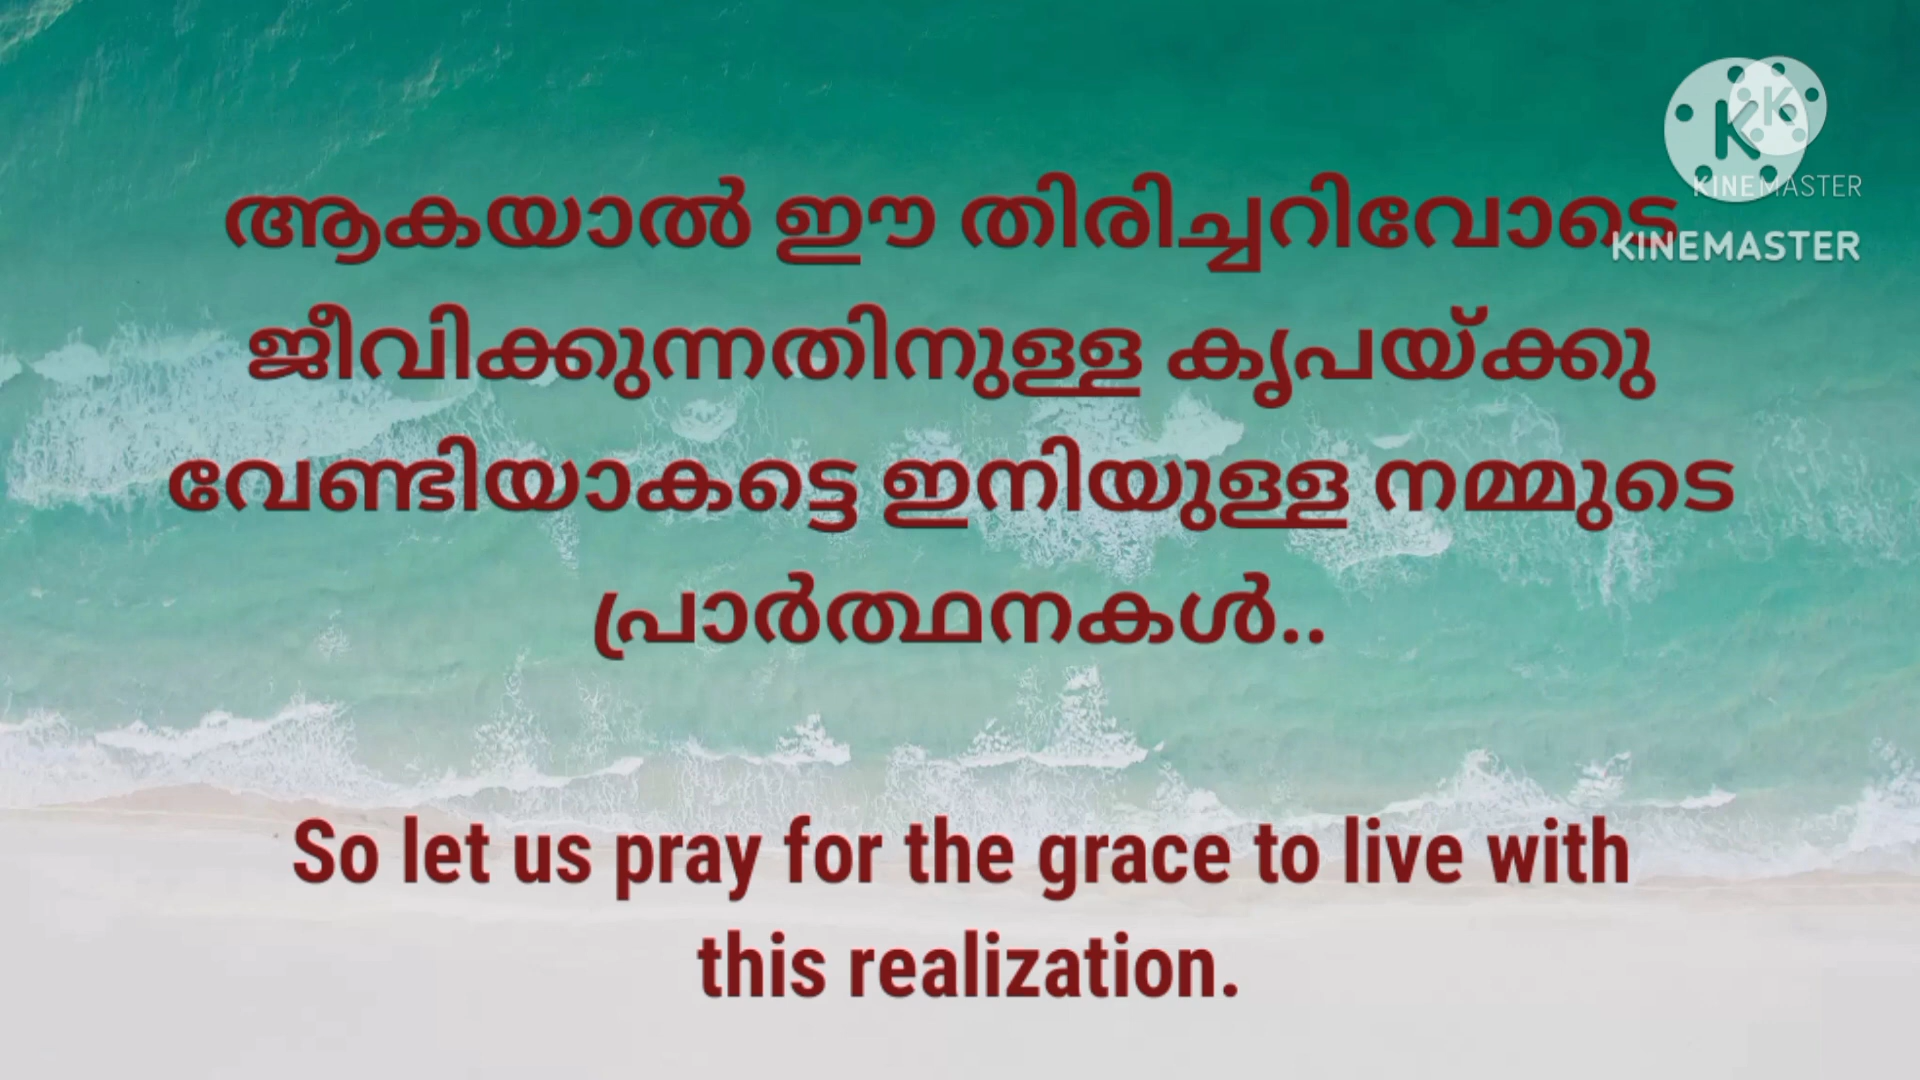 KINEMASTER
ആകയാൽ ഈ തിരിച്ചറിവോടെ
KINEMASTER
ജീവിക്കുന്നതിനുള്ള കൃപയ്ക്കു
വേണ്ടിയാകട്ടെ ഇനിയുള്ള നമ്മുടെ
പ്രാർത്ഥനകൾ..
So let us pray for the grace to live with
this realization.